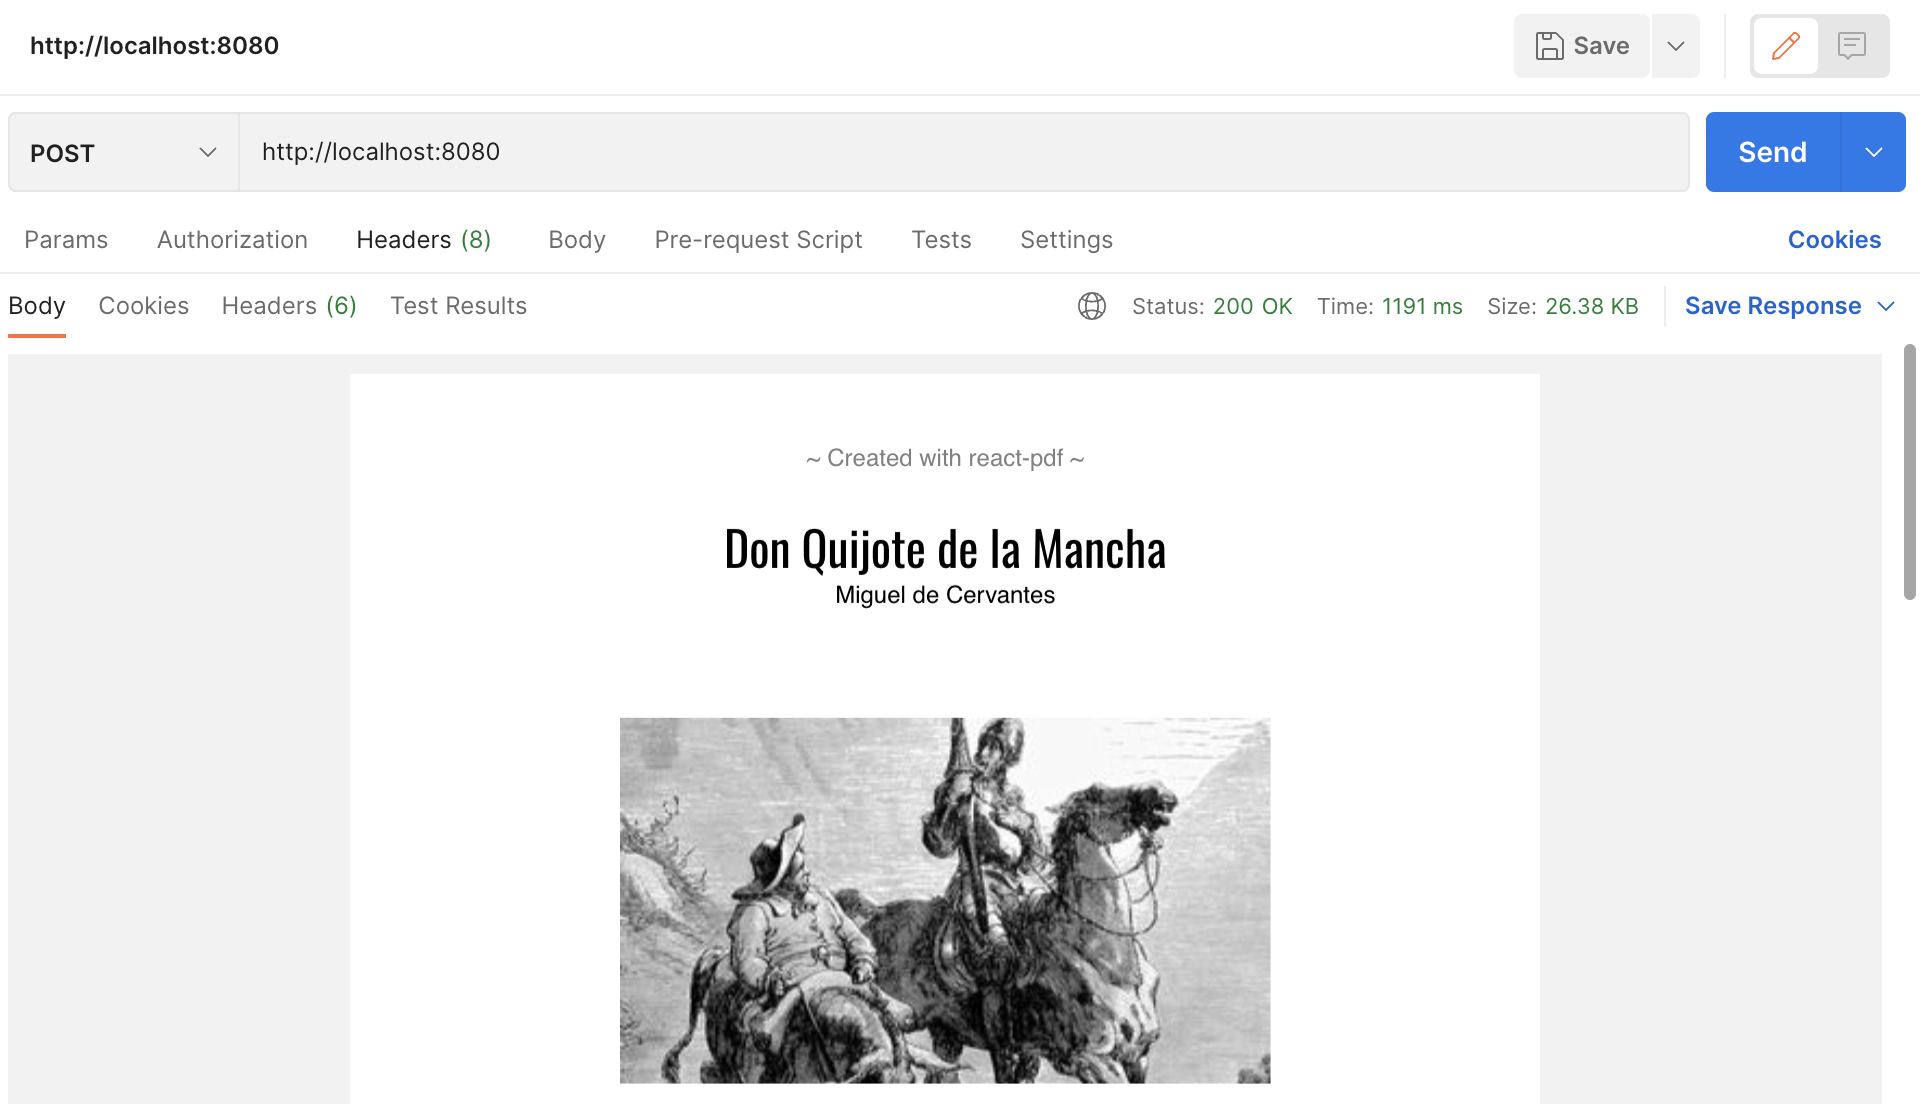 http://localhost:8080
Save
POST
http://localhost:8080
Send
Params Authorization Headers (8) Body Pre-request Script Tests Settings Cookies
Body Cookies Headers (6) Test Results Status: 200 OK Time: 1191 ms Size: 26.38 KB Save Response
~ Created with react-pdf ~
Don Quijote de la Mancha
Miguel de Cervantes